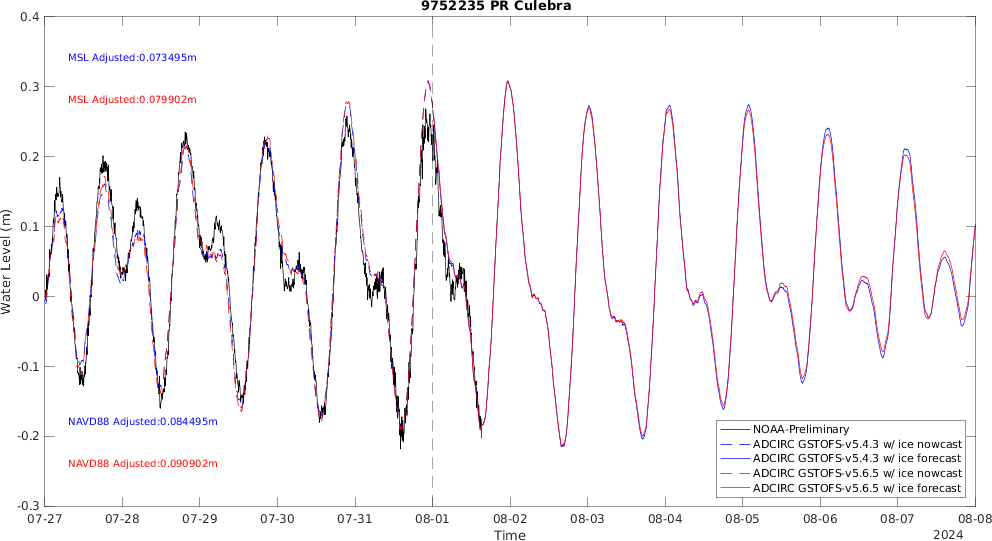 9752235 PR Culebra
0.4
0.3
0.2
0.1
0
-0.1
-0.2
-0.3
Water Level (m)
MSL Adjusted:0.073495m
MSL Adjusted:0.079902m
NAVD88 Adjusted:0.084495m
NAVD88 Adjusted:0.090902m
NOAA-Preliminary
ADCIRC GSTOFS-v5.4.3 w/ ice nowcast
ADCIRC GSTOFS-v5.4.3 w/ ice forecast
ADCIRC GSTOFS-v5.6.5 w/ ice nowcast
ADCIRC GSTOFS-v5.6.5 w/ ice forecast
07-27 07-28 07-29 07-30 07-31 08-01 08-02 08-03 08-04 08-05 08-06 08-07 08-08
Time
2024